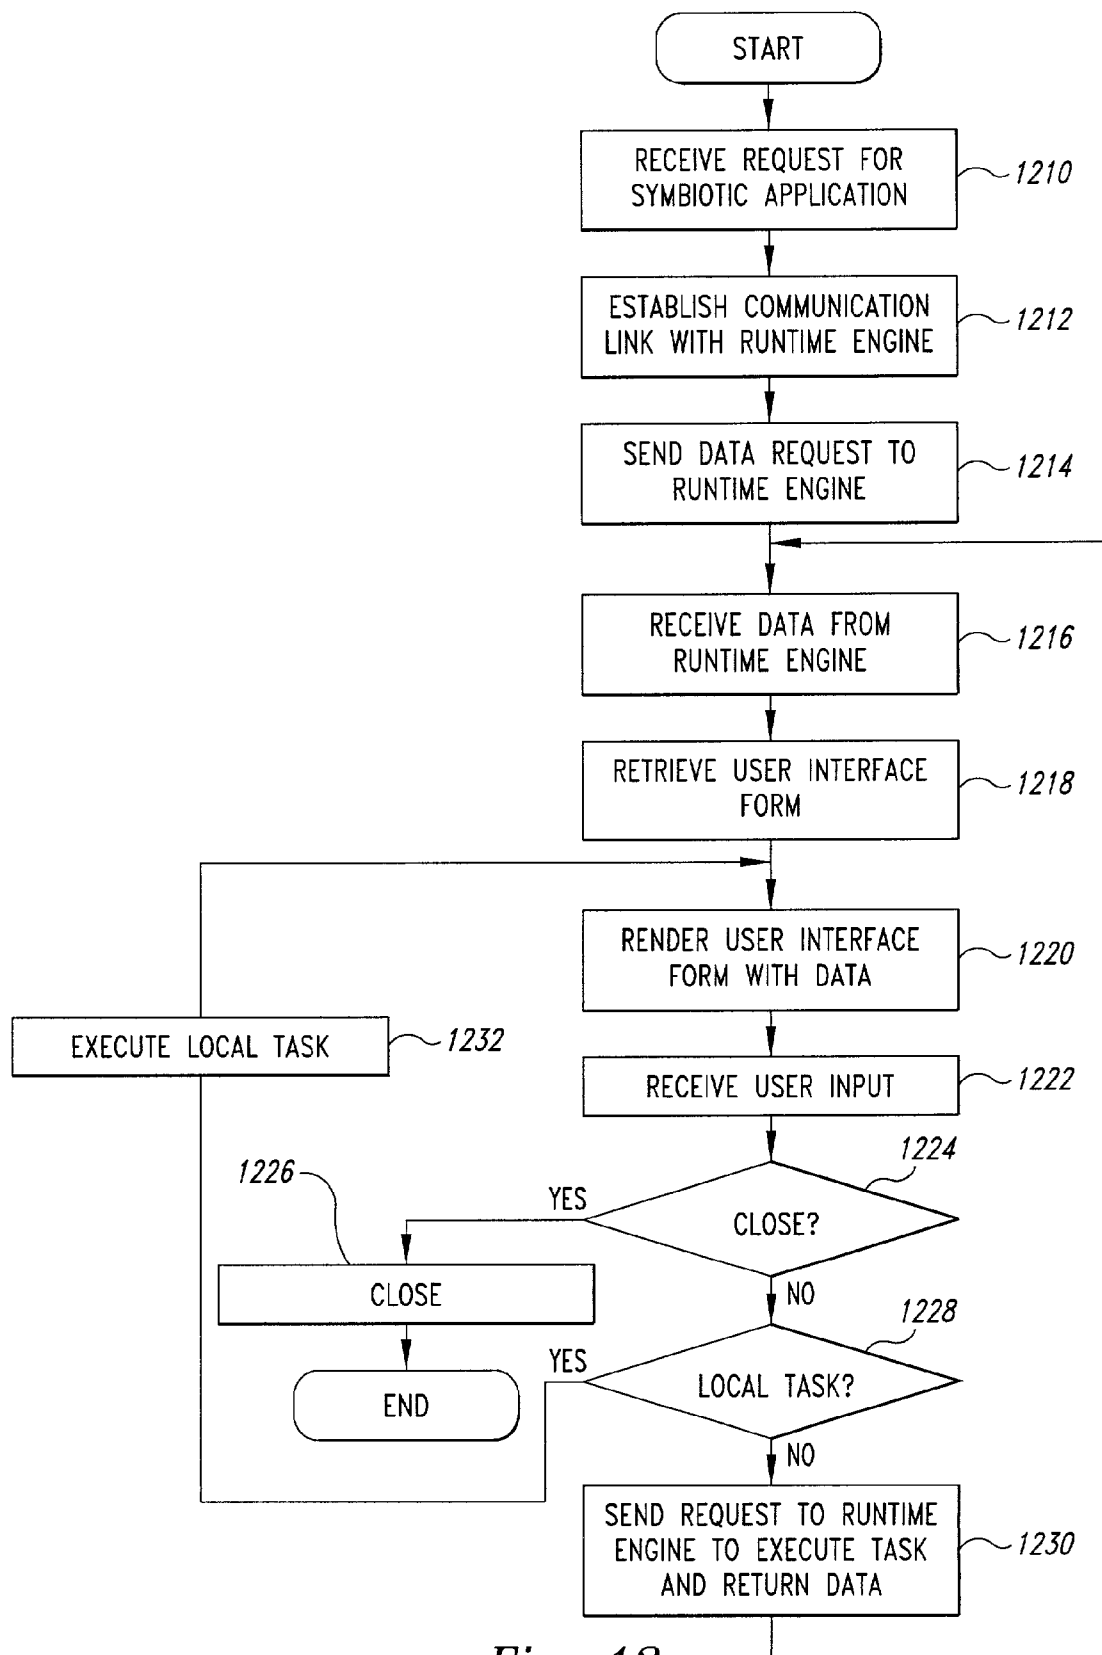 START
RECEIVE REQUEST FOR
SYMBIOTIC APPLICATION
1210
ESTABLISH COMMUNICATION
LINK WITH RUNTIME ENGINE
1212
SEND DATA REQUEST TO
RUNTIME ENGINE
1214
RECEIVE DATA FROM
RUNTIME ENGINE
1216
RETRIEVE USER INTERFACE
FORM
1218
RENDER USER INTERFACE
FORM WITH DATA
1220
EXECUTE LOCAL TASK
1232
RECEIVE USER INPUT
1222
1224
1226
YES
CLOSE?
CLOSE
NO
1228
YES
LOCAL TASK?
END
NO
SEND REQUEST TO RUNTIME
ENGINE TO EXECUTE TASK
AND RETURN DATA
1230